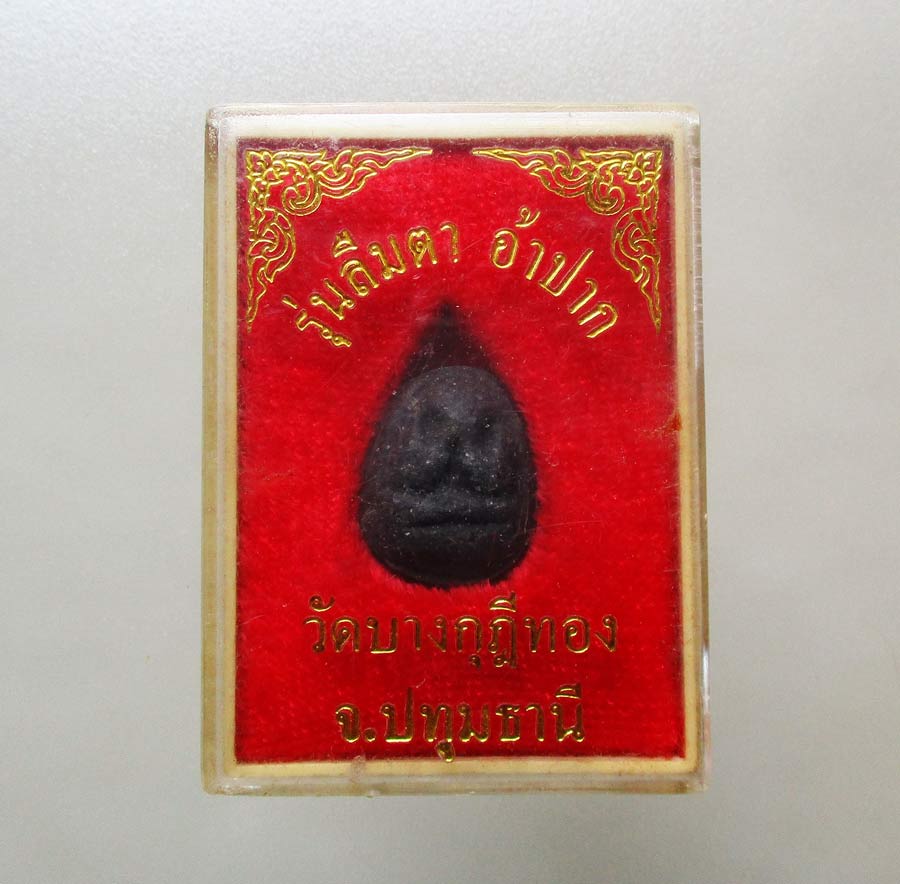 รุ่นลืมตา อ้าปาก
วัดบางกุฎีทอง
จ.ปทุมธานี